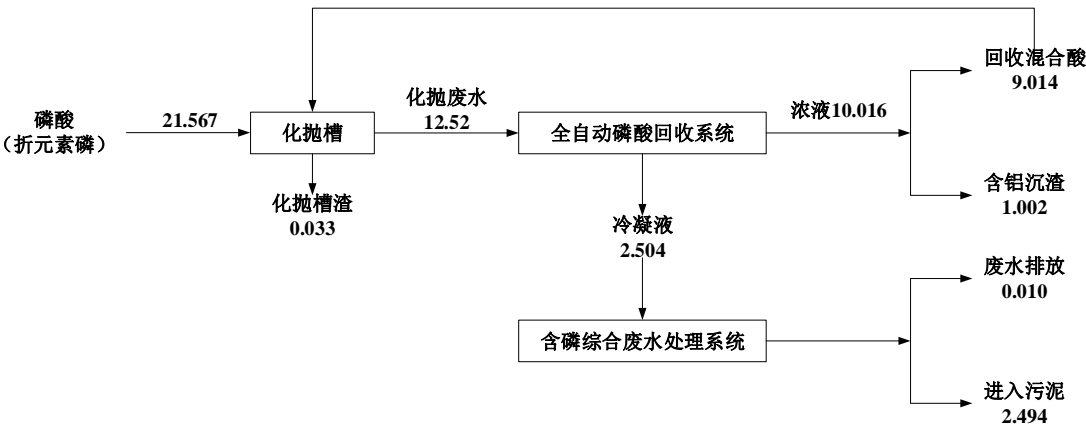 磷酸
（折元素磷）
21.567
化抛槽
化抛槽渣
0.033
化抛废水
12.52
全自动磷酸回收系统
浓液10.016
回收混合酸
9.014
含铝沉渣
1.002
冷凝液
2.504
含磷综合废水处理系统
废水排放
0.010
进入污泥
2.494